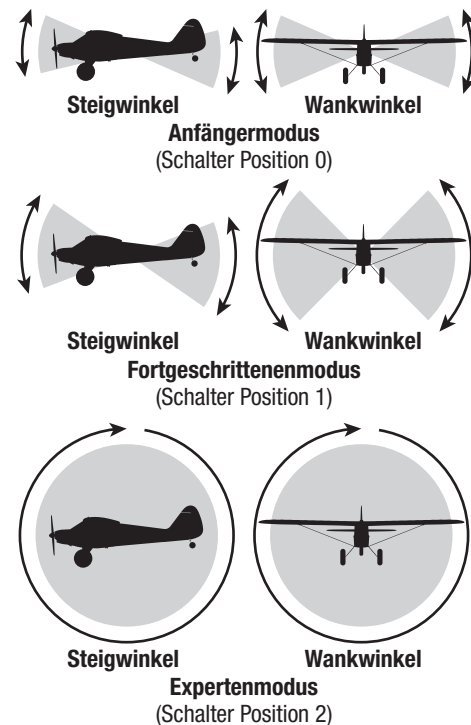 Steigwinkel Wankwinkel
Anfängermodus
(Schalter Position 0)
Steigwinkel Wankwinkel
Fortgeschrittenenmodus
(Schalter Position 1)
Steigwinkel Wankwinkel
Expertenmodus
(Schalter Position 2)